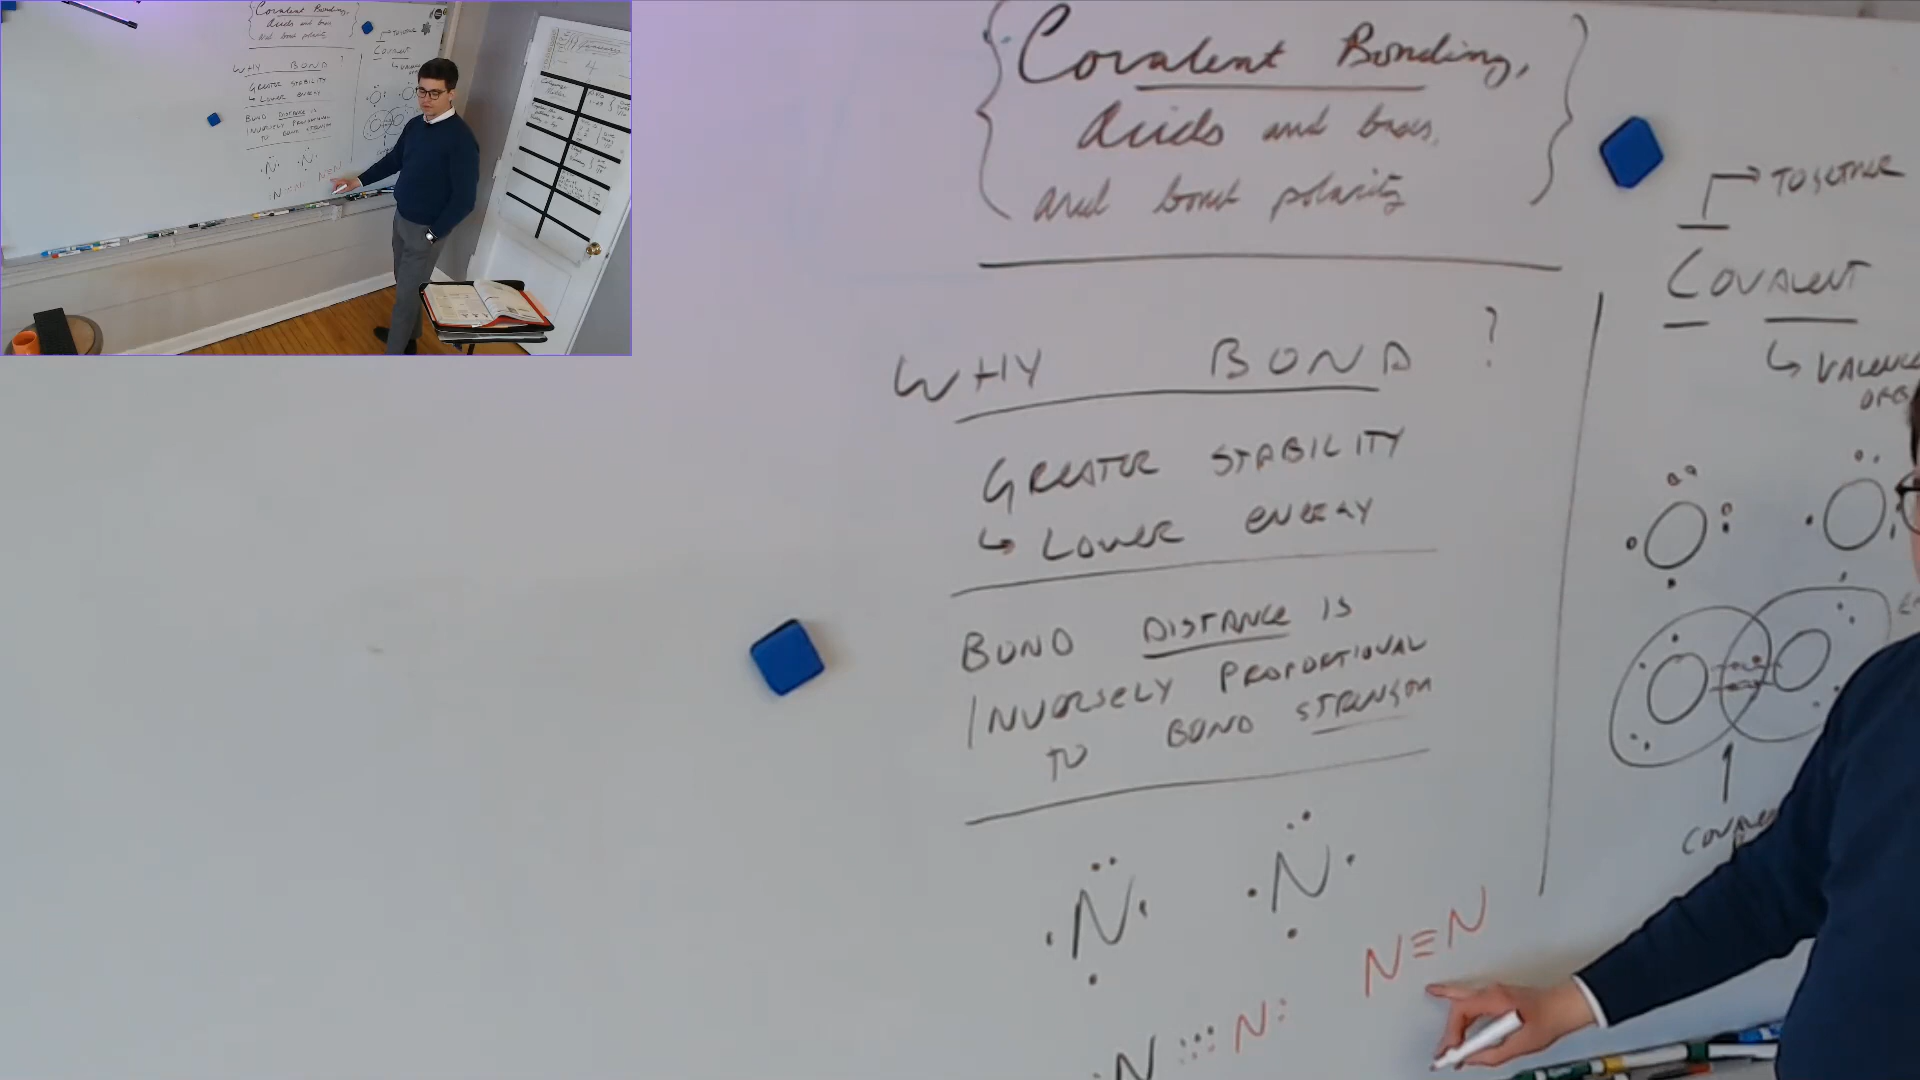 Covalent Bonding,
Acids and bases,
and bond polarity
WHY BOND ?
GREATER STABILITY
↳ LOWER ENERGY
BOND DISTANCE IS
INVERSELY PROPORTIONAL
TO BOND STRENGTH
N N
N≡N
N N:
TOGETHER
COVALENT
↳ VALENCE